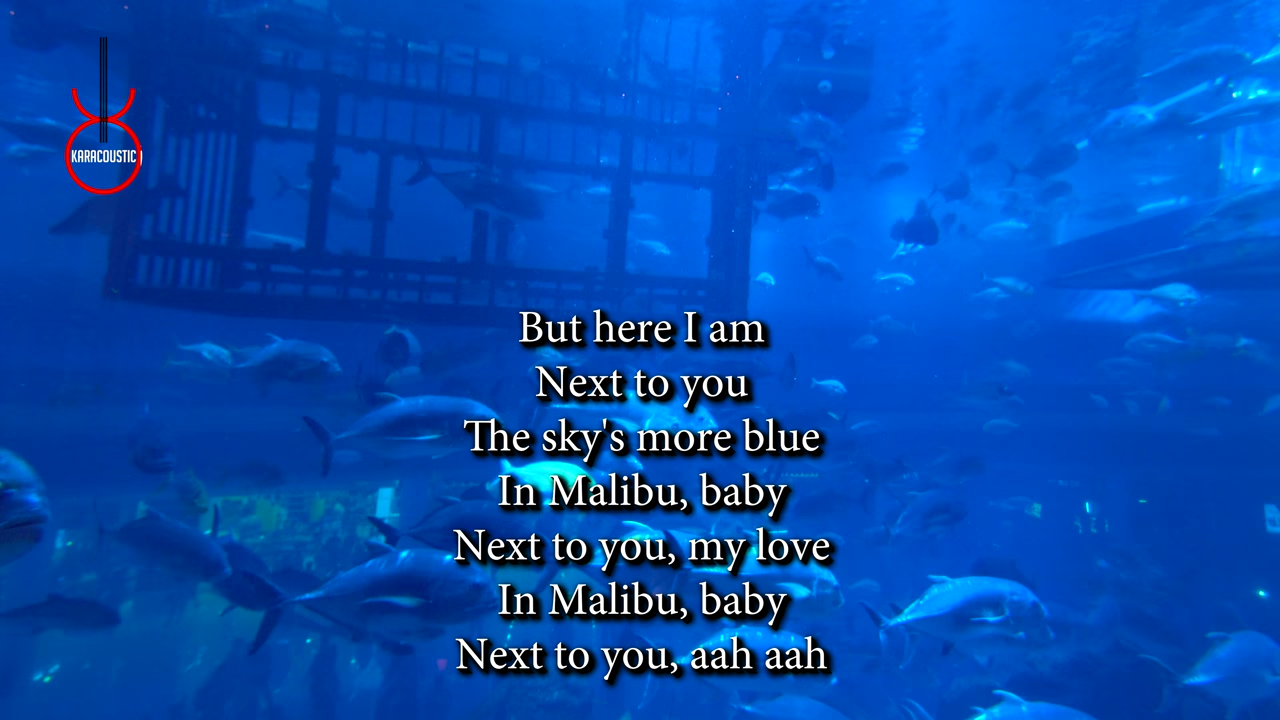 KARACOUSTIC
But here I am
Next to you
The sky's more blue
In Malibu, baby
Next to you, my love
In Malibu, baby
Next to you, aah aah